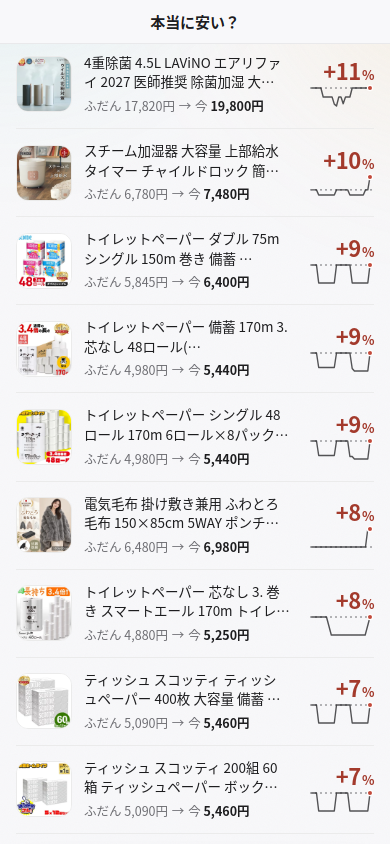 本当に安い？
4重除菌 4.5L LAViNO エアリファ
イ 2027 医師推奨 除菌加湿 大…
ふだん 17,820円 → 今 19,800円
+11%
スチーム加湿器 大容量 上部給水
タイマー チャイルドロック 簡…
ふだん 6,780円 → 今 7,480円
+10%
トイレットペーパー ダブル 75m
シングル 150m 巻き 備蓄 …
ふだん 5,845円 → 今 6,400円
+9%
トイレットペーパー 備蓄 170m 3.
芯なし 48ロール(…
ふだん 4,980円 → 今 5,440円
+9%
トイレットペーパー シングル 48
ロール 170m 6ロール×8パック…
ふだん 4,980円 → 今 5,440円
+9%
電気毛布 掛け敷き兼用 ふわとろ
毛布 150×85cm 5WAY ポンチ…
ふだん 6,480円 → 今 6,980円
+8%
トイレットペーパー 芯なし 3. 巻
き スマートエール 170m トイレ…
ふだん 4,880円 → 今 5,250円
+8%
ティッシュ スコッティ ティッシ
ュペーパー 400枚 大容量 備蓄 …
ふだん 5,090円 → 今 5,460円
+7%
ティッシュ スコッティ 200組 60
箱 ティッシュペーパー ボック…
ふだん 5,090円 → 今 5,460円
+7%